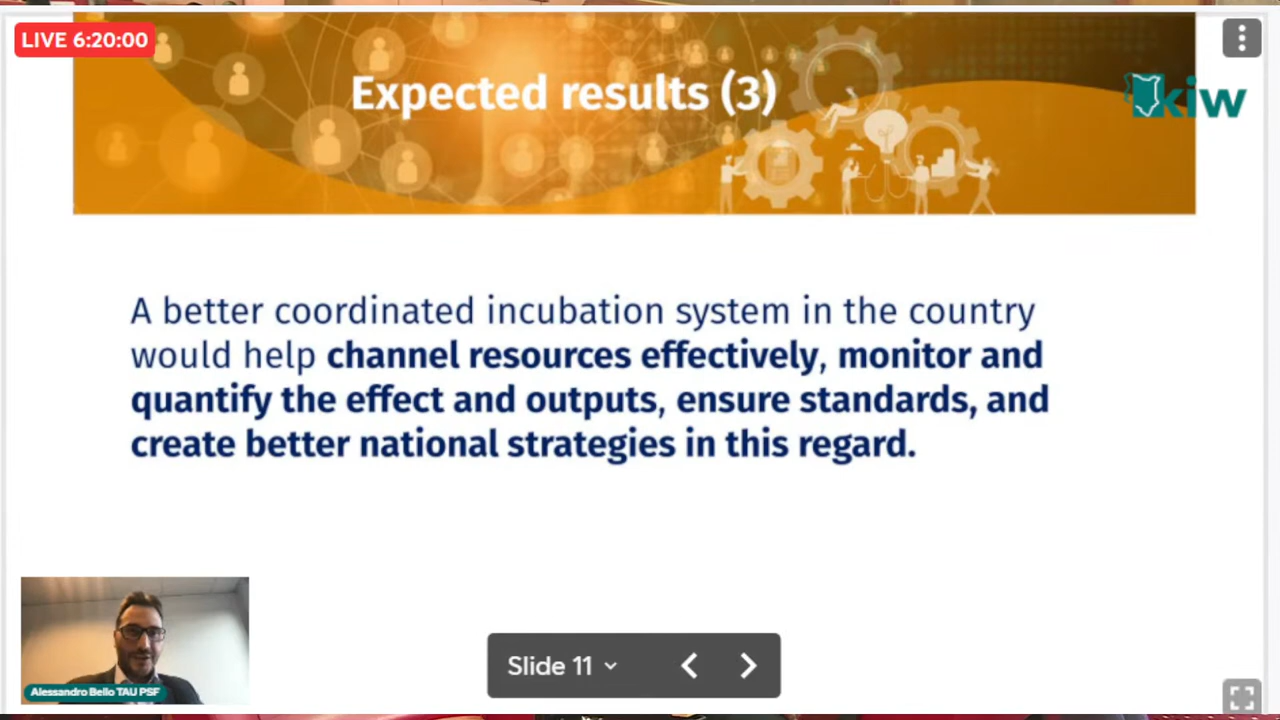 LIVE 6:20:00
Expected results (3)
kiw
A better coordinated incubation system in the country
would help channel resources effectively, monitor and
quantify the effect and outputs, ensure standards, and
create better national strategies in this regard.
Alessandro Bello TAU PSF
Slide 11